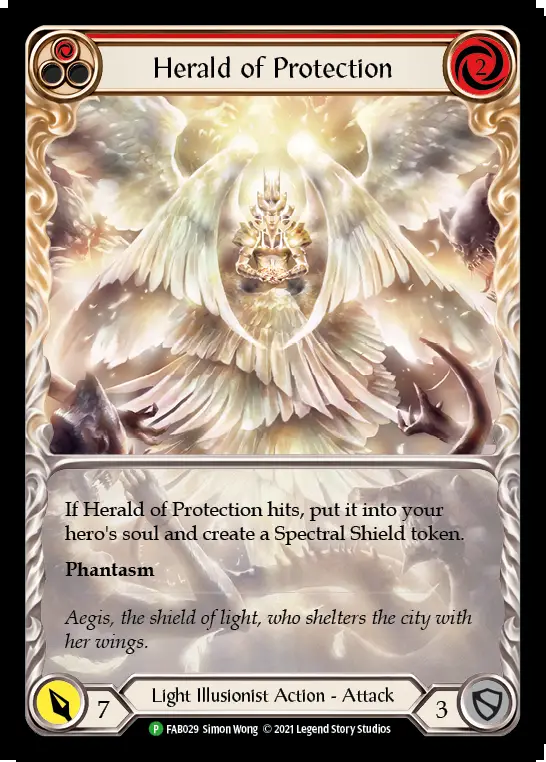 Herald of Protection
2
If Herald of Protection hits, put it into your
hero's soul and create a Spectral Shield token.
Phantasm
Aegis, the shield of light, who shelters the city with
her wings.
7
Light Illusionist Action - Attack
3
P FAB029 Simon Wong © 2021 Legend Story Studios